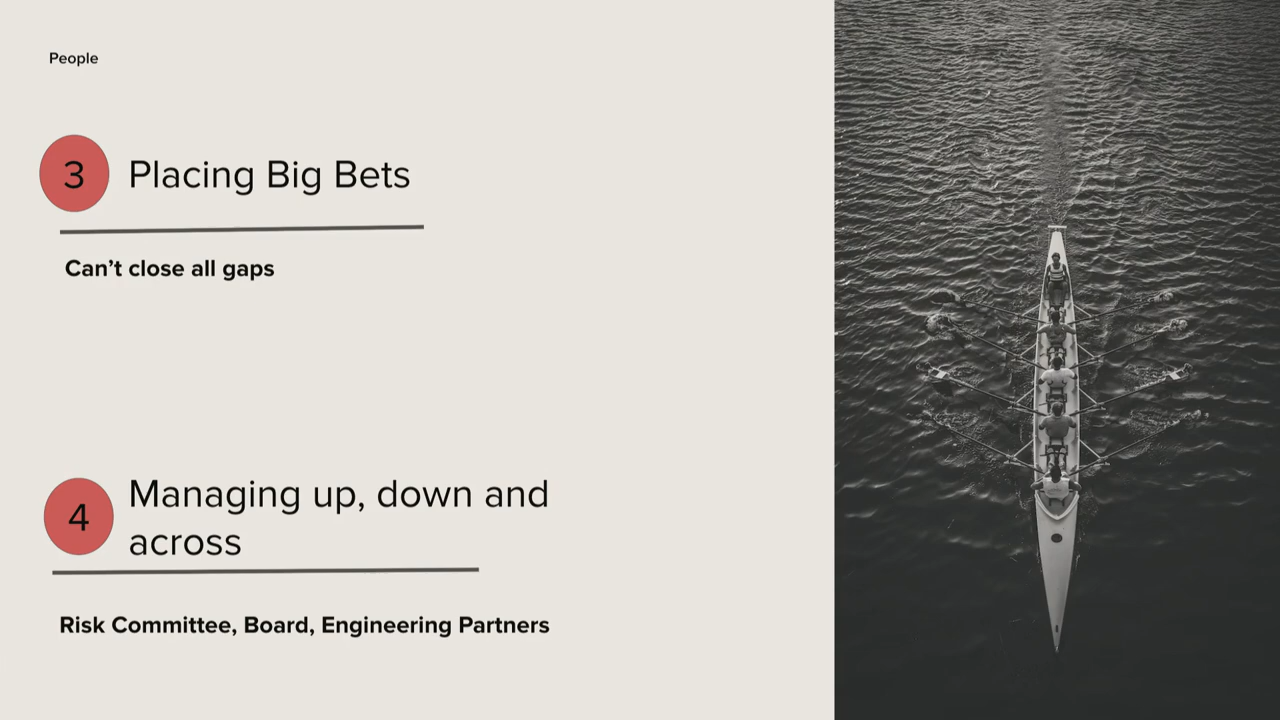 People
3
Placing Big Bets
Can’t close all gaps
4
Managing up, down and
across
Risk Committee, Board, Engineering Partners